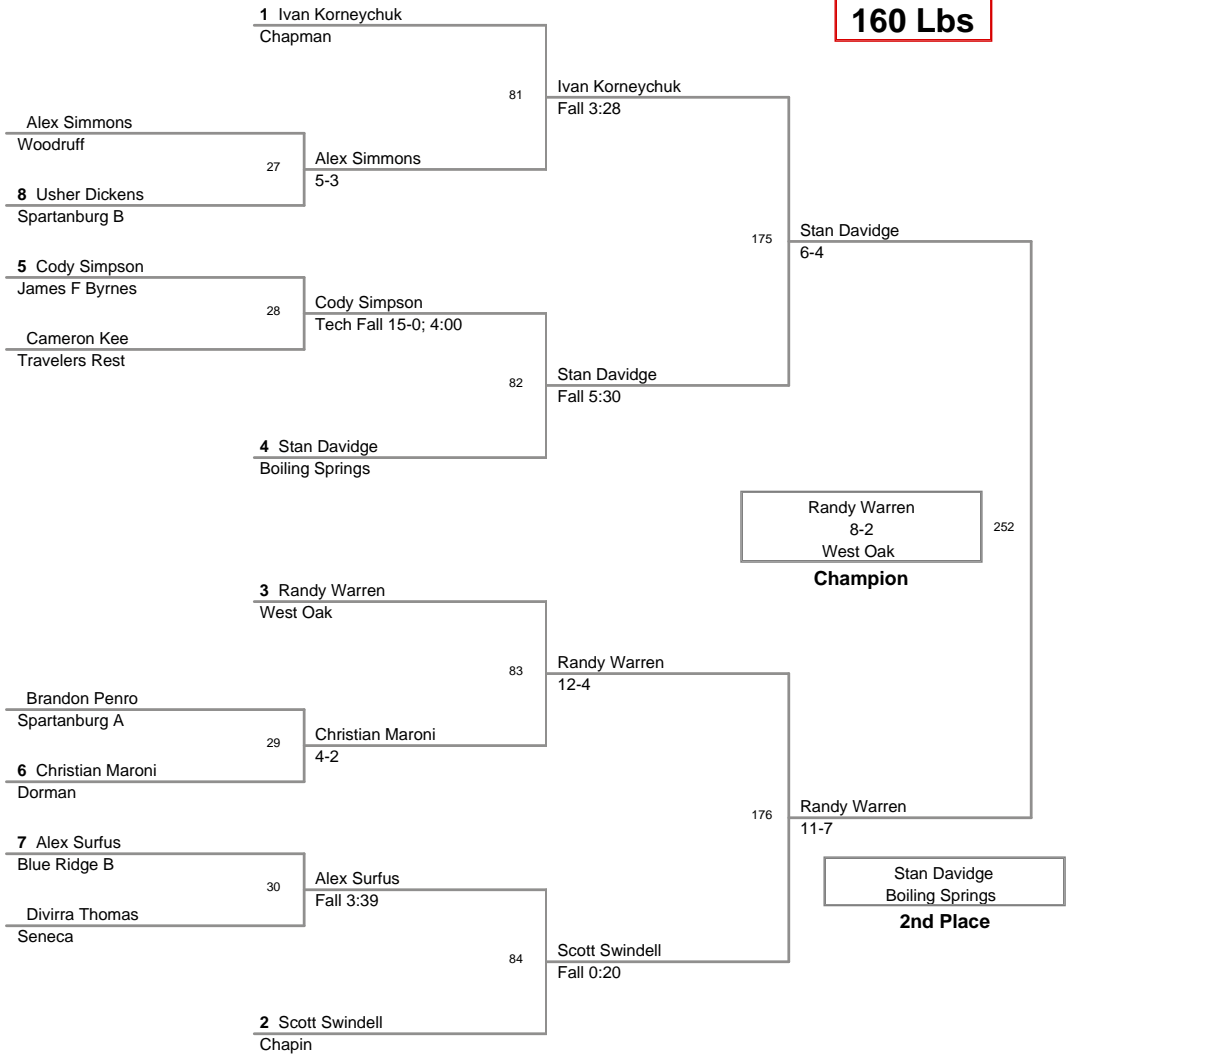 160 Lbs
1 Ivan Korneychuk
Chapman
81
Ivan Korneychuk
Fall 3:28
Alex Simmons
Woodruff
27
Alex Simmons
5-3
8 Usher Dickens
Spartanburg B
175
Stan Davidge
6-4
5 Cody Simpson
James F Byrnes
28
Cody Simpson
Tech Fall 15-0; 4:00
Cameron Kee
Travelers Rest
82
Stan Davidge
Fall 5:30
4 Stan Davidge
Boiling Springs
Randy Warren
8-2
West Oak
252
Champion
3 Randy Warren
West Oak
83
Randy Warren
12-4
Brandon Penro
Spartanburg A
29
Christian Maroni
4-2
6 Christian Maroni
Dorman
176
Randy Warren
11-7
7 Alex Surfus
Blue Ridge B
30
Alex Surfus
Fall 3:39
Divirra Thomas
Seneca
Stan Davidge
Boiling Springs
2nd Place
84
Scott Swindell
Fall 0:20
2 Scott Swindell
Chapin